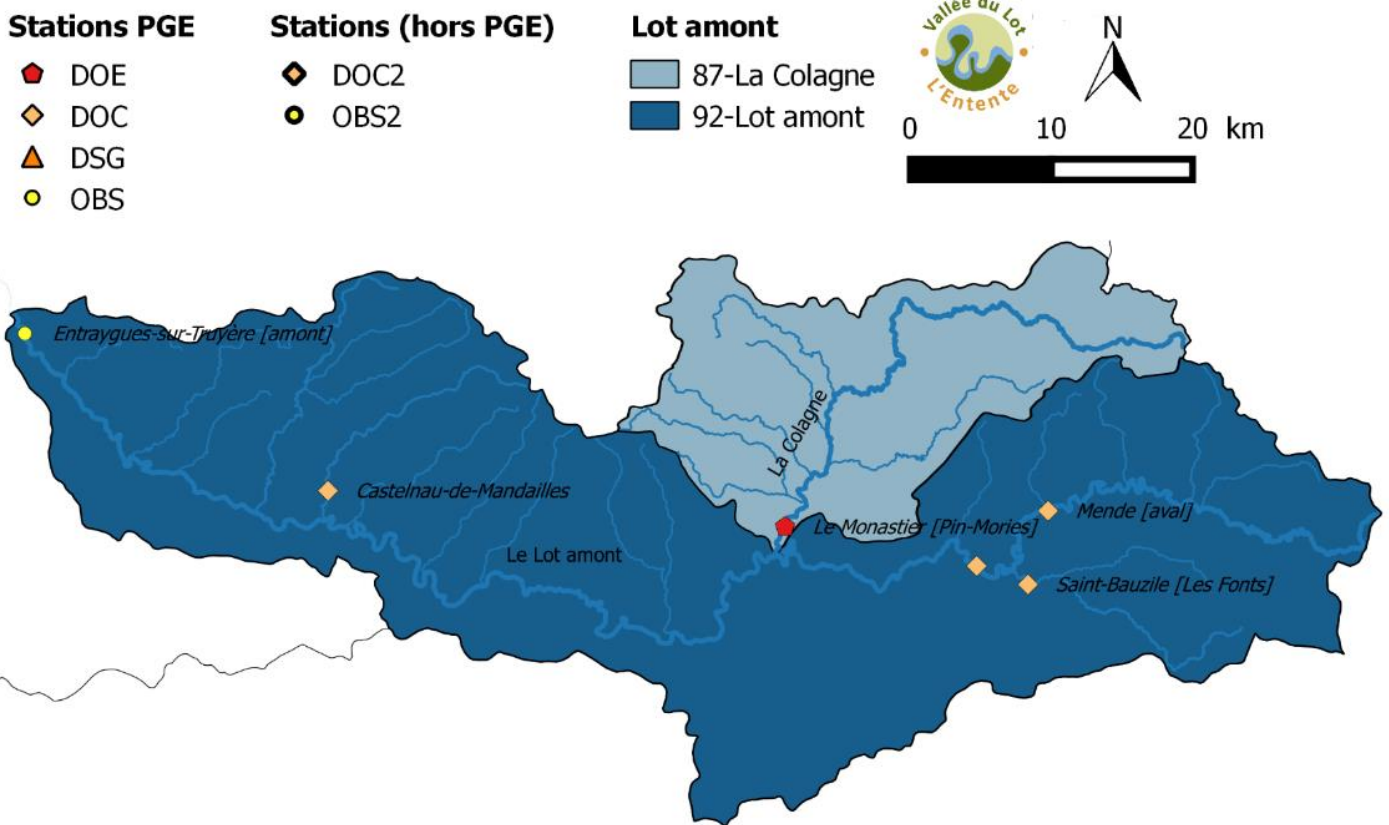 Stations PGE
DOE
DOC
DSG
OBS
Stations (hors PGE)
DOC2
OBS2
Lot amont
87-La Colagne
92-Lot amont
Vallée du Lot
L'Entente
N
0 10 20 km
Entraygues-sur-Truyère [amont]
La Colagne
Castelnau-de-Mandailles
Le Monastier [Pin-Mories]
Mende [aval]
Le Lot amont
Saint-Bauzile [Les Fonts]